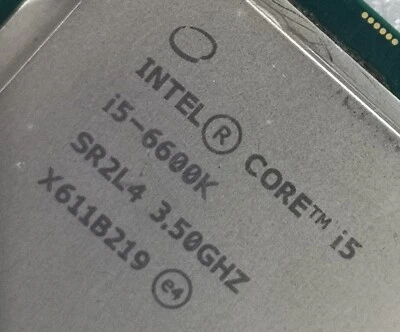 INTEL® CORE™ i5
i5-6600K
SR2L4 3.50GHZ
X611B219 e4